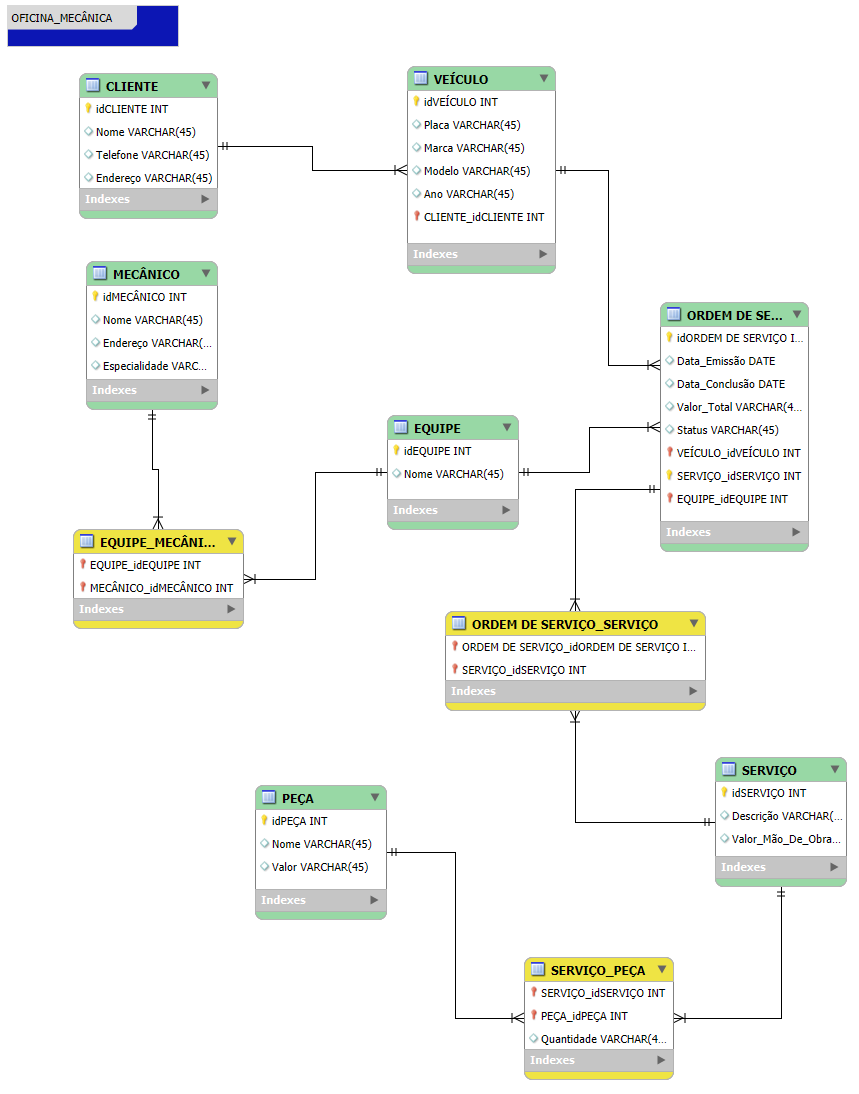 OFICINA_MECÂNICA
CLIENTE
idCLIENTE INT
Nome VARCHAR(45)
Telefone VARCHAR(45)
Endereço VARCHAR(45)
Indexes
VEÍCULO
idVEÍCULO INT
Placa VARCHAR(45)
Marca VARCHAR(45)
Modelo VARCHAR(45)
Ano VARCHAR(45)
CLIENTE_idCLIENTE INT
Indexes
MECÂNICO
idMECÂNICO INT
Nome VARCHAR(45)
Endereço VARCHAR(...
Especialidade VARC...
Indexes
ORDEM DE SE...
idORDEM DE SERVIÇO I...
Data_Emissão DATE
Data_Conclusão DATE
Valor_Total VARCHAR(4...
Status VARCHAR(45)
VEÍCULO_idVEÍCULO INT
SERVIÇO_idSERVIÇO INT
EQUIPE_idEQUIPE INT
Indexes
EQUIPE
idEQUIPE INT
Nome VARCHAR(45)
Indexes
EQUIPE_MECÂNI...
EQUIPE_idEQUIPE INT
MECÂNICO_idMECÂNICO INT
Indexes
ORDEM DE SERVIÇO_SERVIÇO
ORDEM DE SERVIÇO_idORDEM DE SERVIÇO I...
SERVIÇO_idSERVIÇO INT
Indexes
SERVIÇO
idSERVIÇO INT
Descrição VARCHAR(...
Valor_Mão_De_Obra...
Indexes
PEÇA
idPEÇA INT
Nome VARCHAR(45)
Valor VARCHAR(45)
Indexes
SERVIÇO_PEÇA
SERVIÇO_idSERVIÇO INT
PEÇA_idPEÇA INT
Quantidade VARCHAR(4...
Indexes